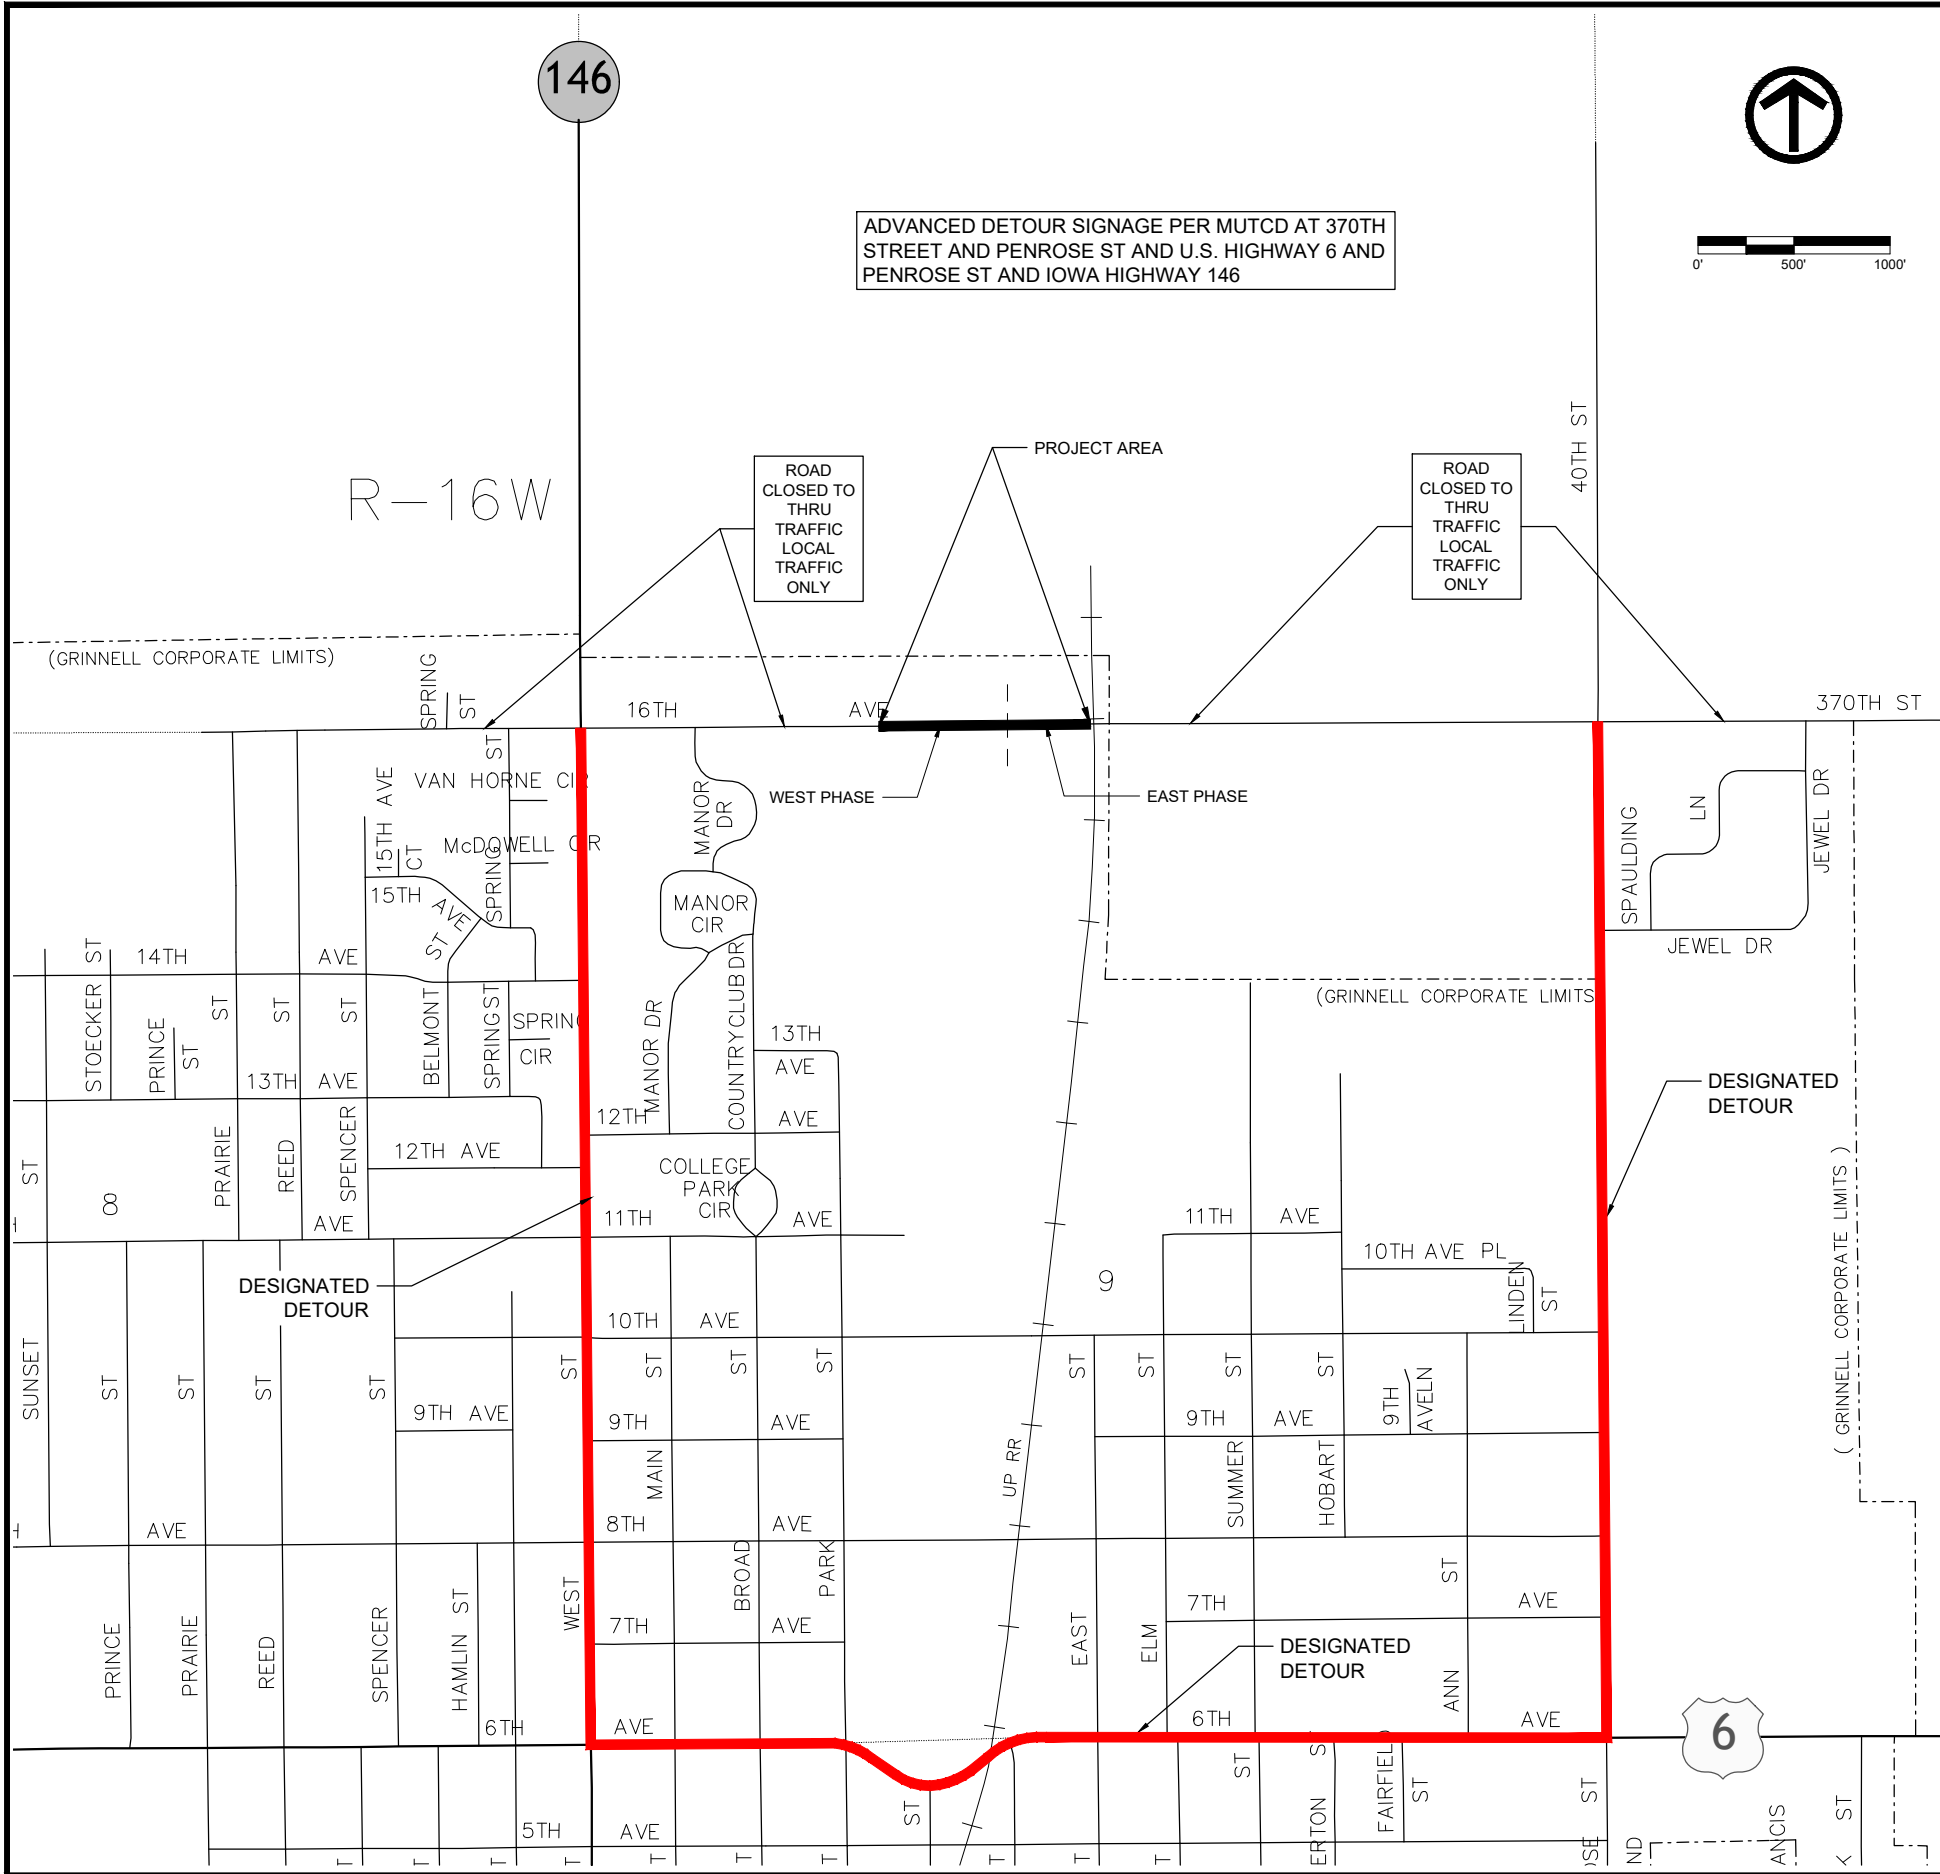 146
ADVANCED DETOUR SIGNAGE PER MUTCD AT 370TH
STREET AND PENROSE ST AND U.S. HIGHWAY 6 AND
PENROSE ST AND IOWA HIGHWAY 146
0'
500'
1000'
R-16W
PROJECT AREA
ROAD
CLOSED TO
THRU
TRAFFIC
LOCAL
TRAFFIC
ONLY
ROAD
CLOSED TO
THRU
TRAFFIC
LOCAL
TRAFFIC
ONLY
40TH ST
(GRINNELL CORPORATE LIMITS)
SPRING
ST
16TH
AVE
370TH ST
WEST PHASE
EAST PHASE
ST
VAN HORNE CIR
McDOWELL CIR
SPRING
15TH AVE
CT
15TH
AVE
ST
MANOR
DR
MANOR
CIR
SPAULDING
LN
JEWEL DR
JEWEL DR
14TH
AVE
STOECKER ST
PRINCE
ST
ST
ST
ST
BELMONT
SPRING ST
SPRING
CIR
MANOR DR
COUNTRY CLUB DR
13TH
AVE
(GRINNELL CORPORATE LIMITS
13TH
AVE
12TH
AVE
DESIGNATED
DETOUR
12TH AVE
ST
8
PRAIRIE
REED
SPENCER
AVE
COLLEGE
PARK
CIR
11TH
AVE
11TH
AVE
10TH AVE PL
LINDEN
ST
9
( GRINNELL CORPORATE LIMITS )
DESIGNATED
DETOUR
10TH
AVE
SUNSET
ST
ST
ST
ST
ST
ST
ST
ST
ST
ST
ST
ST
9TH AVE
9TH
AVE
9TH
AVE
9TH
AVELN
MAIN
UP RR
SUMMER
HOBART
AVE
8TH
AVE
BROAD
PARK
WEST
ST
7TH
AVE
7TH
AVE
PRINCE
PRAIRIE
REED
SPENCER
HAMLIN ST
EAST
ELM
DESIGNATED
DETOUR
ANN
6TH
AVE
6TH
AVE
6
ST
ST
ERTON
FAIRFIELD
ST
ST
ANCIS
ST
5TH
AVE
ND